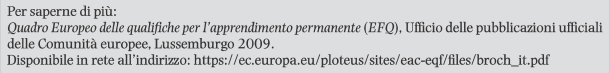 Per saperne di più:
Quadro Europeo delle qualifiche per l'apprendimento permanente (EFQ), Ufficio delle pubblicazioni ufficiali
delle Comunità europee, Lussemburgo 2009.
Disponibile in rete all'indirizzo: https://ec.europa.eu/ploteus/sites/eac-eqf/files/broch_it.pdf